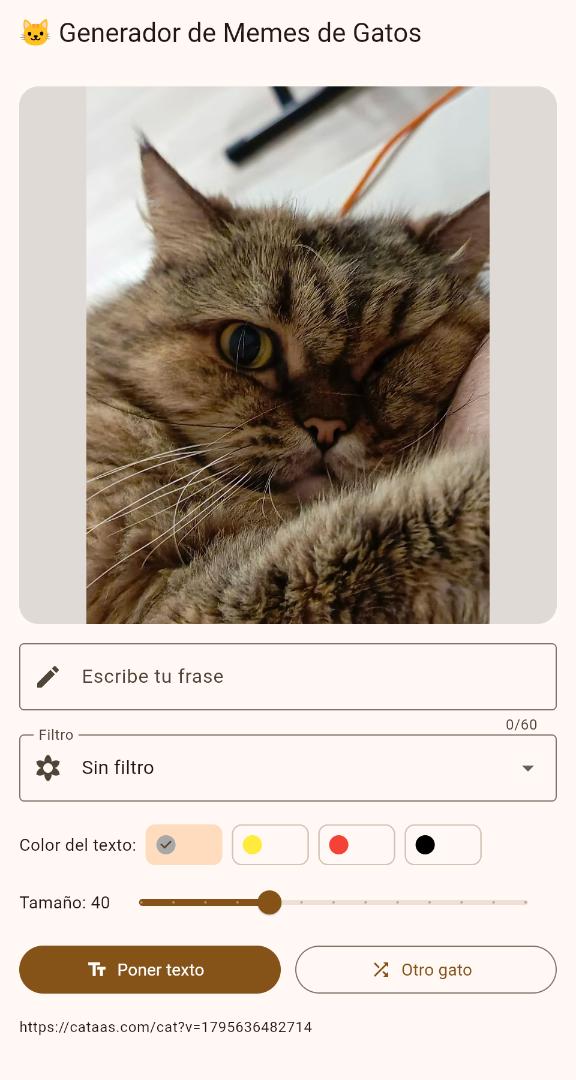 🐱 Generador de Memes de Gatos
Escribe tu frase
0/60
Filtro
Sin filtro
Color del texto:
Tamaño: 40
Poner texto
Otro gato
https://cataas.com/cat?v=1795636482714